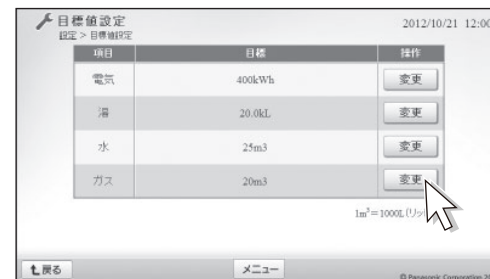 目標値設定
2012/10/21 12:00
設定 > 目標値設定
項目 目標 操作
電気 400kWh 変更
湯 20.0kL 変更
水 25m3 変更
ガス 20m3 変更
1m³=1000L
戻る メニュー
© Panasonic Corporation